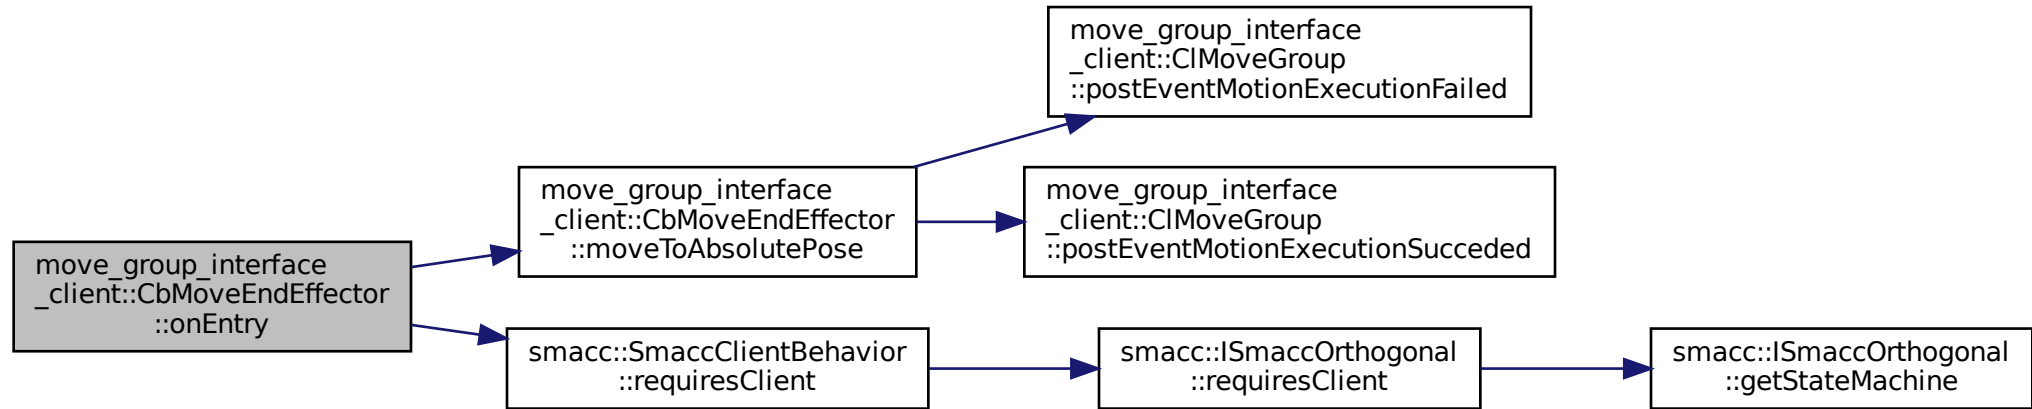 move_group_interface
_client::CbMoveEndEffector
::onEntry
move_group_interface
_client::CbMoveEndEffector
::moveToAbsolutePose
move_group_interface
_client::ClMoveGroup
::postEventMotionExecutionFailed
move_group_interface
_client::ClMoveGroup
::postEventMotionExecutionSucceded
smacc::SmaccClientBehavior
::requiresClient
smacc::ISmaccOrthogonal
::requiresClient
smacc::ISmaccOrthogonal
::getStateMachine